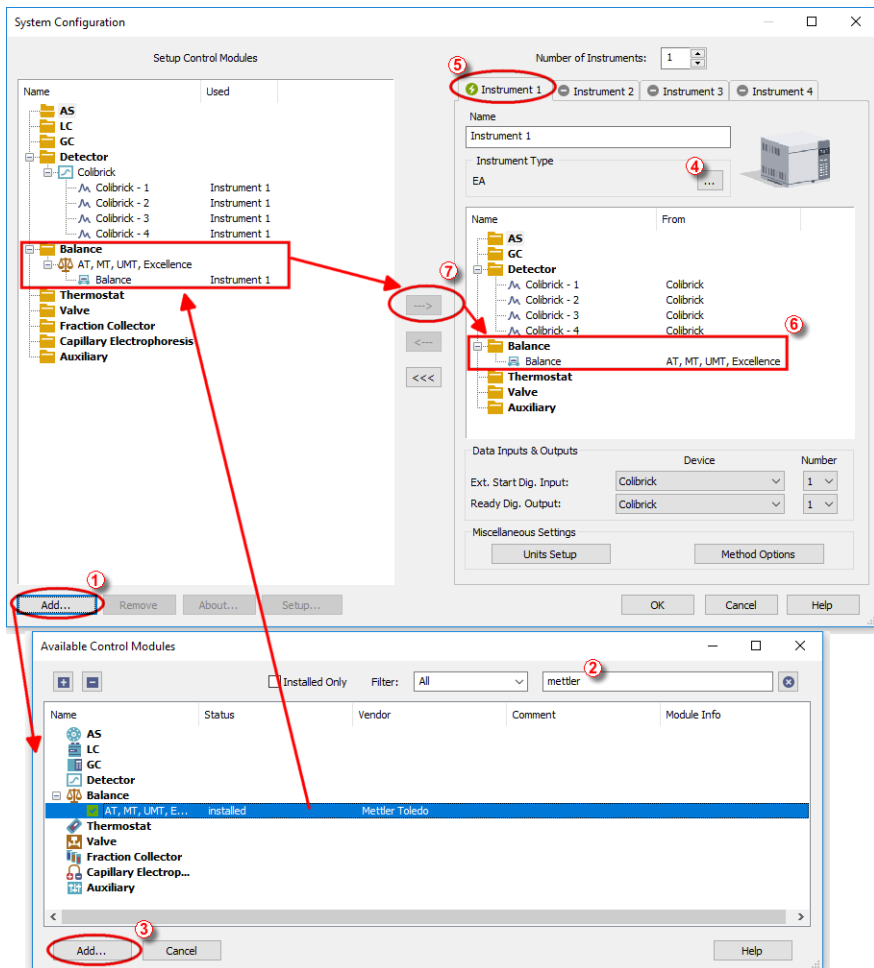 System Configuration
Setup Control Modules
Number of Instruments: 1
⑤
Name Used
AS
LC
GC
Detector
Colibrick
Colibrick - 1 Instrument 1
Colibrick - 2 Instrument 1
Colibrick - 3 Instrument 1
Colibrick - 4 Instrument 1
Balance
AT, MT, UMT, Excellence
Balance Instrument 1
Thermostat
Valve
Fraction Collector
Capillary Electrophoresis
Auxiliary
⑦
--->
<---
<<<
Instrument 1 Instrument 2 Instrument 3 Instrument 4
Name
Instrument 1
Instrument Type
④
EA ...
Name From
AS
GC
Detector
Colibrick - 1 Colibrick
Colibrick - 2 Colibrick
Colibrick - 3 Colibrick
Colibrick - 4 Colibrick
⑥
Balance
Balance AT, MT, UMT, Excellence
Thermostat
Valve
Auxiliary
Data Inputs & Outputs
Device Number
Ext. Start Dig. Input: Colibrick 1
Ready Dig. Output: Colibrick 1
Miscellaneous Settings
Units Setup Method Options
①
Add... Remove About... Setup... OK Cancel Help
Available Control Modules
②
Installed Only Filter: All mettler
Name Status Vendor Comment Module Info
AS
LC
GC
Detector
Balance
AT, MT, UMT, E... installed Mettler Toledo
Thermostat
Valve
Fraction Collector
Capillary Electrop...
Auxiliary
③
Add... Cancel Help